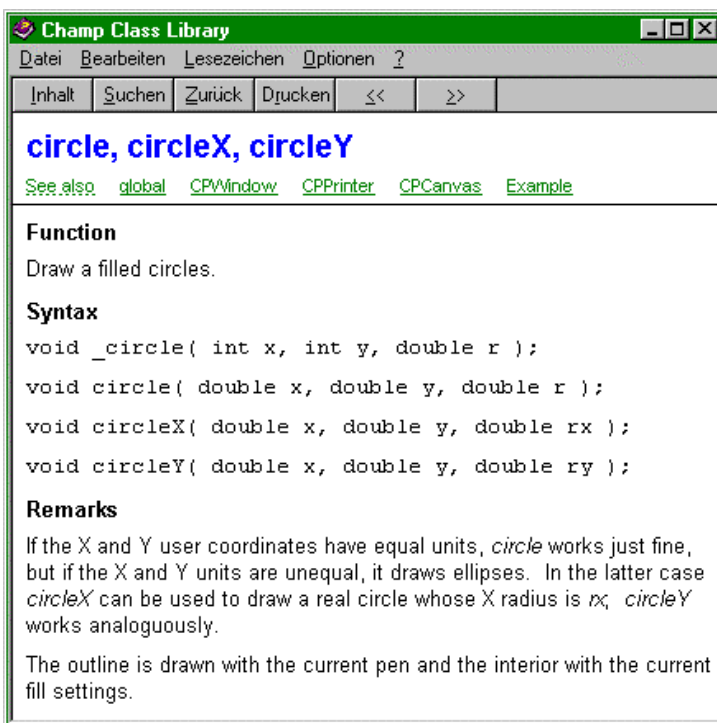 Champ Class Library
Datei Bearbeiten Lesezeichen Optionen ?
Inhalt Suchen Zurück Drucken << >>
circle, circleX, circleY
See also global CPWindow CPPrinter CPCanvas Example
Function
Draw a filled circles.
Syntax
void _circle( int x, int y, double r );
void circle( double x, double y, double r );
void circleX( double x, double y, double rx );
void circleY( double x, double y, double ry );
Remarks
If the X and Y user coordinates have equal units, circle works just fine,
but if the X and Y units are unequal, it draws ellipses. In the latter case
circleX can be used to draw a real circle whose X radius is rx; circleY
works analoguously.
The outline is drawn with the current pen and the interior with the current
fill settings.